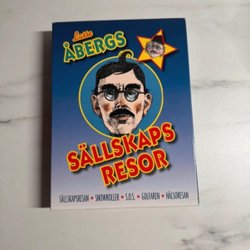 Lasse
ÅBERGS
SÄLLSKAPS
RESOR
SÄLLSKAPSRESAN • SNOWROLLER • S.O.S. • GOLFAREN • HÄLSORESAN